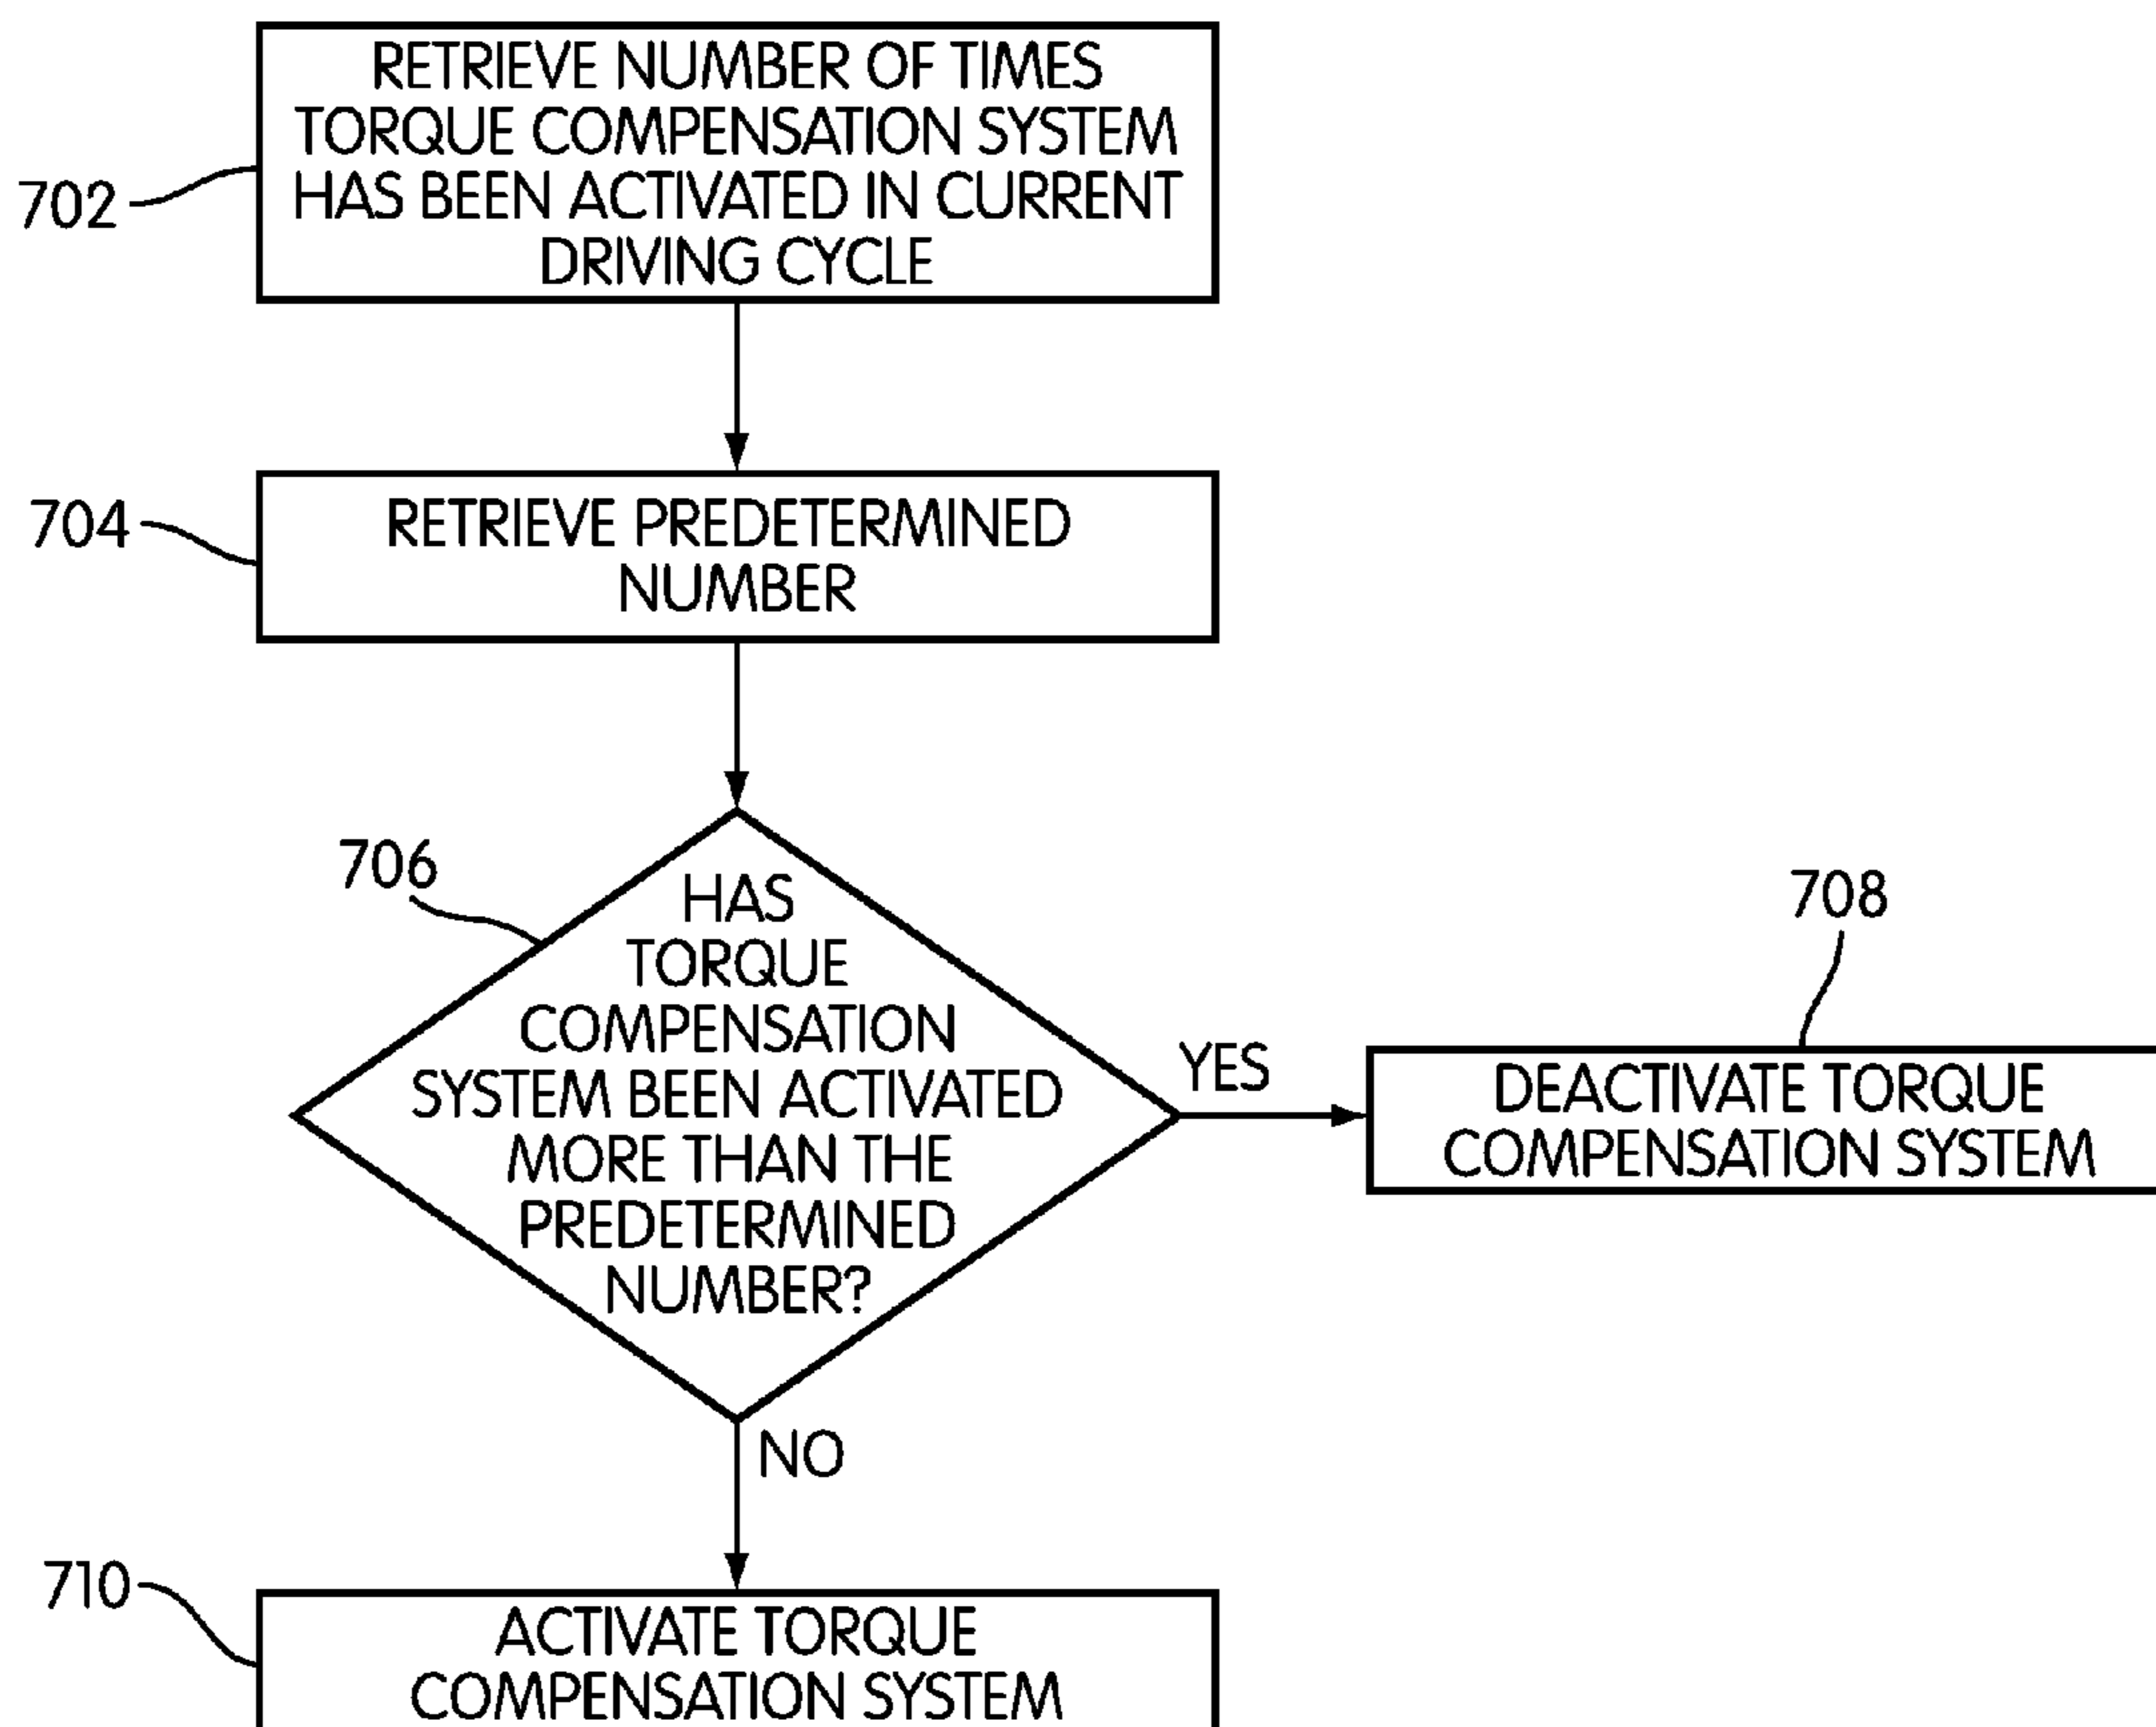 RETRIEVE NUMBER OF TIMES
TORQUE COMPENSATION SYSTEM
HAS BEEN ACTIVATED IN CURRENT
DRIVING CYCLE
702
RETRIEVE PREDETERMINED
NUMBER
704
706
HAS
TORQUE
COMPENSATION
SYSTEM BEEN ACTIVATED
MORE THAN THE
PREDETERMINED
NUMBER?
YES
708
DEACTIVATE TORQUE
COMPENSATION SYSTEM
NO
710
ACTIVATE TORQUE
COMPENSATION SYSTEM